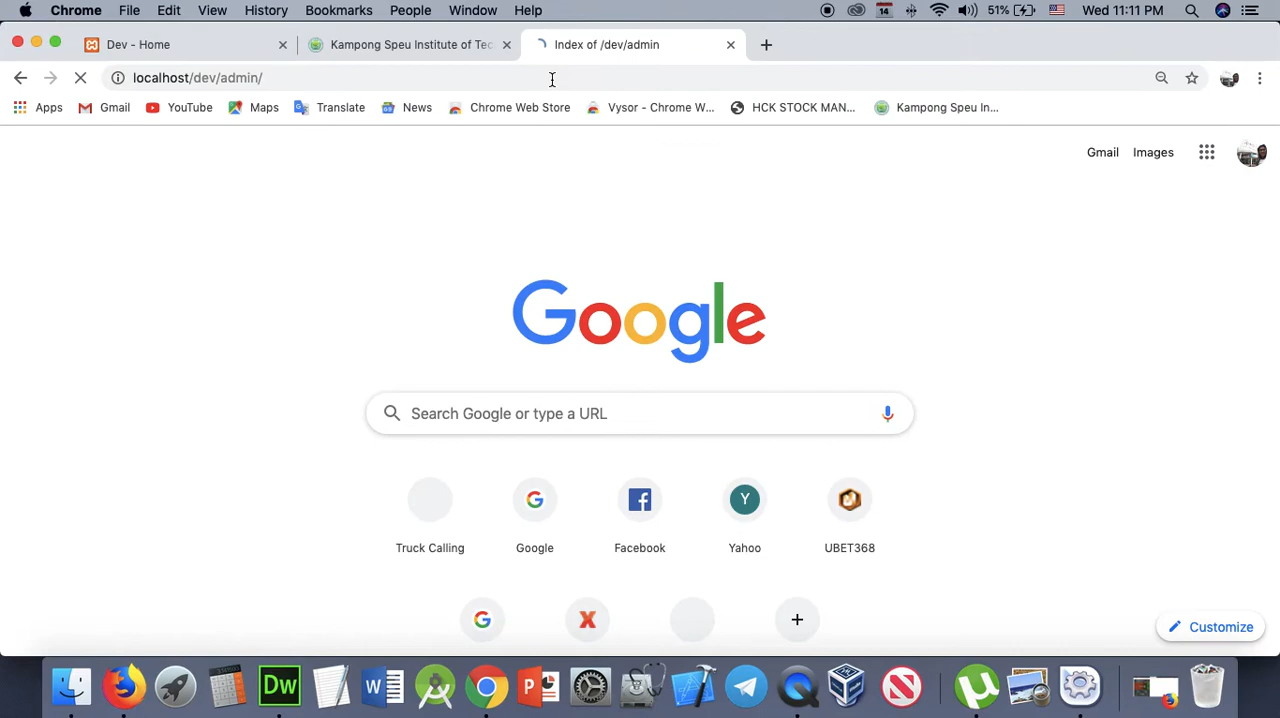 Chrome File Edit View History Bookmarks People Window Help 14 51% Wed 11:11 PM
Dev - Home Kampong Speu Institute of Tec Index of /dev/admin
localhost/dev/admin/
Apps Gmail YouTube Maps Translate News Chrome Web Store Vysor - Chrome W... HCK STOCK MAN... Kampong Speu In...
Gmail Images
Google
Search Google or type a URL
Y
Truck Calling Google Facebook Yahoo UBET368
Customize
Dw